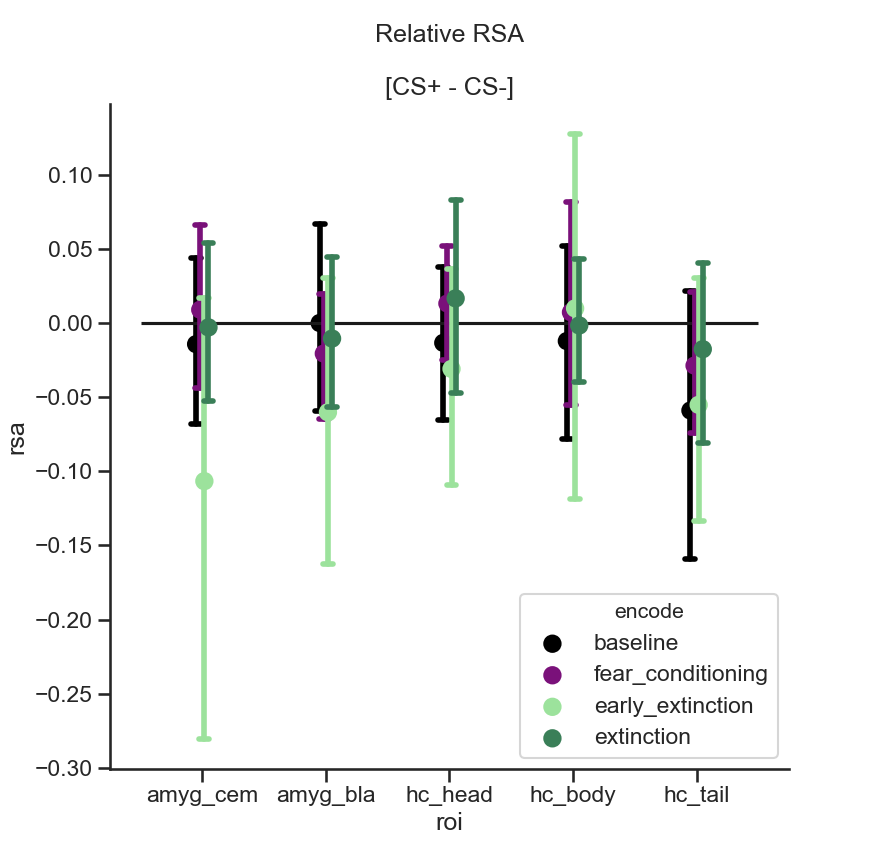 Relative RSA
[CS+ - CS-]
0.10
0.05
0.00
−0.05
−0.10
−0.15
−0.20
−0.25
−0.30
rsa
amyg_cem
amyg_bla
hc_head
hc_body
hc_tail
roi
encode
baseline
fear_conditioning
early_extinction
extinction